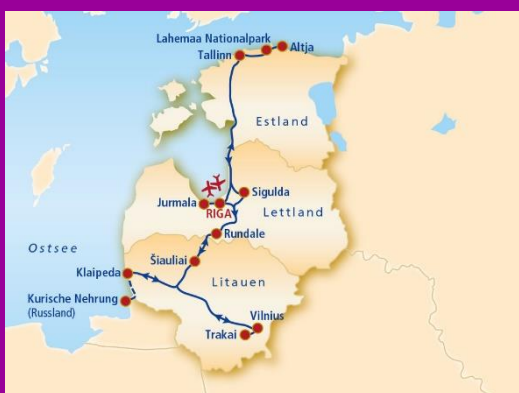 Lahemaa Nationalpark
Altja
Tallinn
Estland
Sigulda
Jurmala
RIGA
Lettland
Rundale
Ostsee
Šiauliai
Klaipeda
Litauen
Kurische Nehrung
(Russland)
Vilnius
Trakai